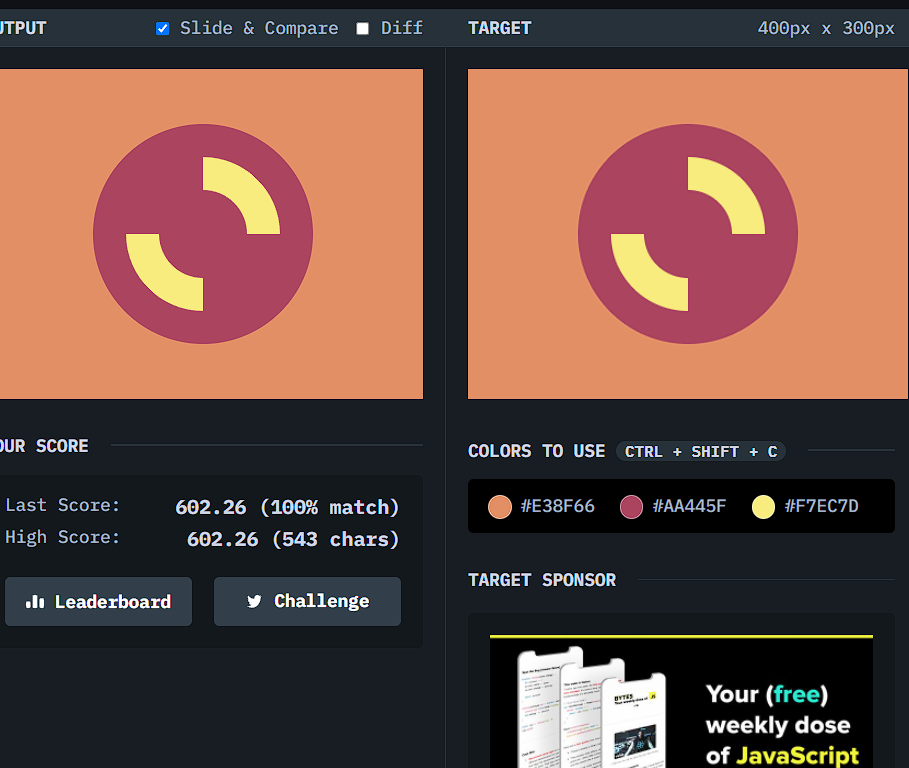 UTPUT
Slide & Compare
Diff
TARGET
400px x 300px
OUR SCORE
Last Score: 602.26 (100% match)
High Score: 602.26 (543 chars)
Leaderboard
Challenge
COLORS TO USE CTRL + SHIFT + C
#E38F66 #AA445F #F7EC7D
TARGET SPONSOR
BYTES JS
Your (free)
weekly dose
of JavaScript